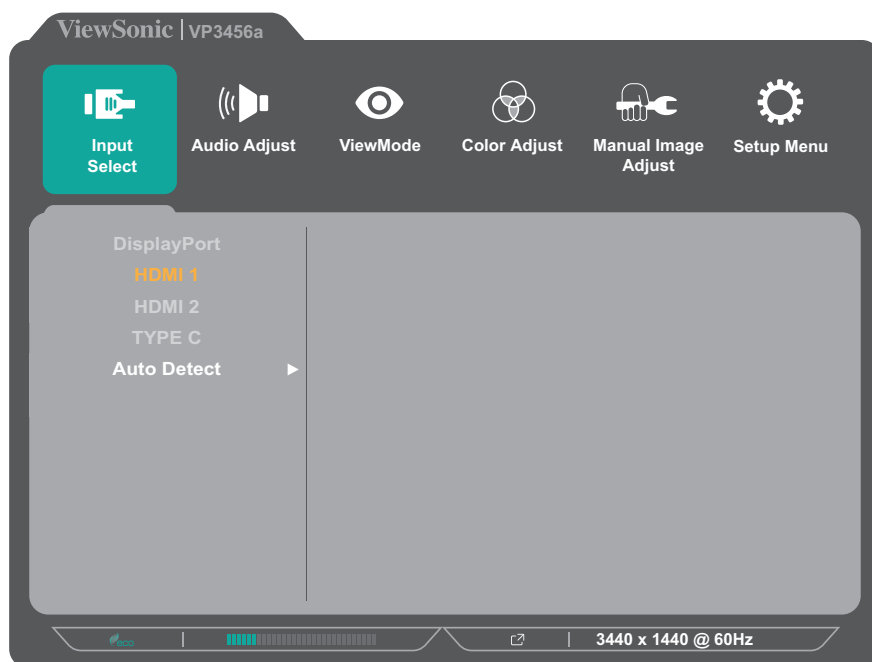 ViewSonic | VP3456a
Input
Select
Audio Adjust
ViewMode
Color Adjust
Manual Image
Adjust
Setup Menu
DisplayPort
HDMI 1
HDMI 2
TYPE C
Auto Detect
eco
3440 x 1440 @ 60Hz